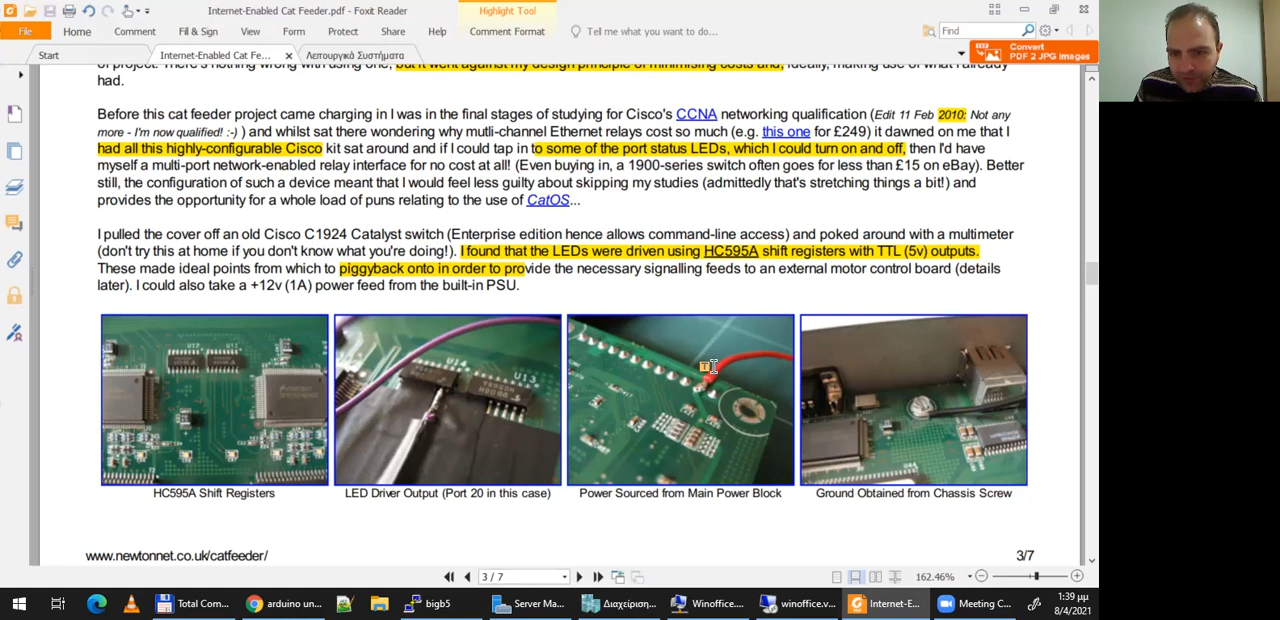 Internet-Enabled Cat Feeder.pdf - Foxit Reader
Highlight Tool
File Home Comment Fill & Sign View Form Protect Share Help Comment Format Tell me what you want to do... Find
Start Internet-Enabled Cat Fe... Λειτουργικά Συστήματα
Convert
PDF 2 JPG Images
of project. There's nothing wrong with using one, but it went against my design principle of minimising costs and, ideally, making use of what I already
had.
Before this cat feeder project came charging in I was in the final stages of studying for Cisco's CCNA networking qualification (Edit 11 Feb 2010: Not any
more - I'm now qualified! :-) ) and whilst sat there wondering why mutli-channel Ethernet relays cost so much (e.g. this one for £249) it dawned on me that I
had all this highly-configurable Cisco kit sat around and if I could tap in to some of the port status LEDs, which I could turn on and off, then I'd have
myself a multi-port network-enabled relay interface for no cost at all! (Even buying in, a 1900-series switch often goes for less than £15 on eBay). Better
still, the configuration of such a device meant that I would feel less guilty about skipping my studies (admittedly that's stretching things a bit!) and
provides the opportunity for a whole load of puns relating to the use of CatOS...
I pulled the cover off an old Cisco C1924 Catalyst switch (Enterprise edition hence allows command-line access) and poked around with a multimeter
(don't try this at home if you don't know what you're doing!). I found that the LEDs were driven using HC595A shift registers with TTL (5v) outputs.
These made ideal points from which to piggyback onto in order to provide the necessary signalling feeds to an external motor control board (details
later). I could also take a +12v (1A) power feed from the built-in PSU.
U12 U11
U14 U13
HC595A Shift Registers
LED Driver Output (Port 20 in this case)
Power Sourced from Main Power Block
Ground Obtained from Chassis Screw
www.newtonnet.co.uk/catfeeder/ 3/7
3 / 7 162.46%
Total Com... arduino un... bigb5 Server Ma... Διαχείριση... Winoffice.... winoffice.v... Internet-E... Meeting C... 1:39 μμ
8/4/2021